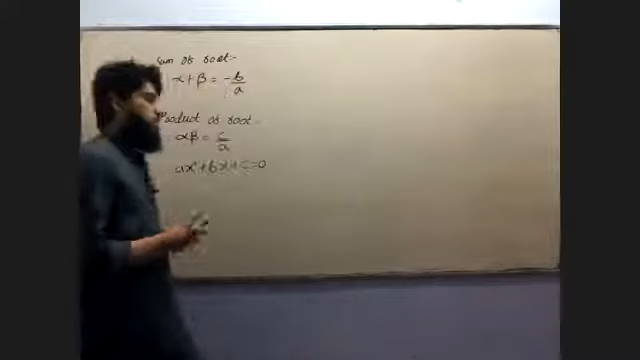 Sum of root:-
α + β = -b/a
Product of root:-
αβ = c/a
ax² + bx + c = 0